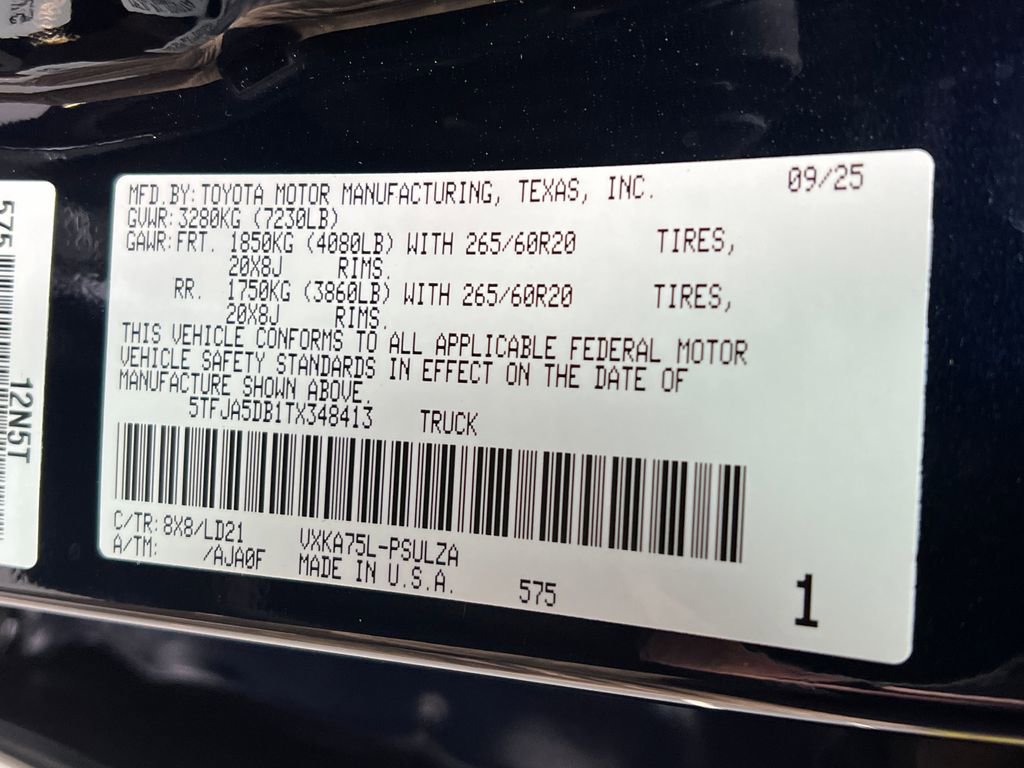 MFD.BY: TOYOTA MOTOR MANUFACTURING, TEXAS, INC. 09/25
GVWR: 3280KG (7230LB)
GAWR: FRT. 1850KG (4080LB) WITH 265/60R20 TIRES,
20X8J RIMS.
RR. 1750KG (3860LB) WITH 265/60R20 TIRES,
20X8J RIMS.
THIS VEHICLE CONFORMS TO ALL APPLICABLE FEDERAL MOTOR
VEHICLE SAFETY STANDARDS IN EFFECT ON THE DATE OF
MANUFACTURE SHOWN ABOVE.
5TFJA5DB1TX348413 TRUCK
C/TR: 8X8/LD21 VXKA75L-PSULZA
A/TM: /AJA0F MADE IN U.S.A. 575
1
575
12N5T